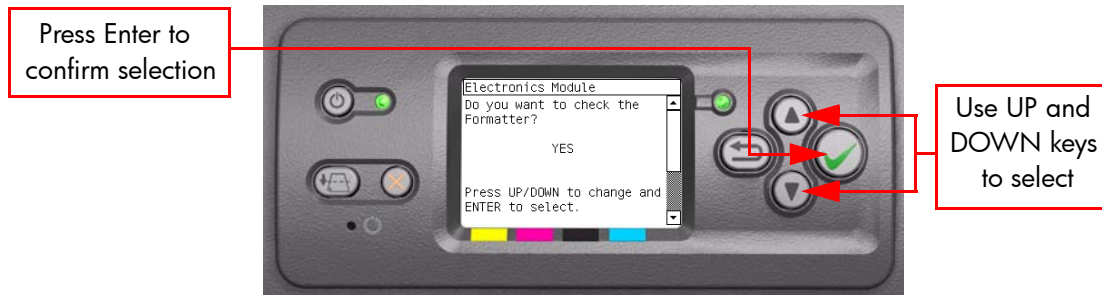 Press Enter to
confirm selection
Electronics Module
Do you want to check the
Formatter?
YES
Press UP/DOWN to change and
ENTER to select.
Use UP and
DOWN keys
to select